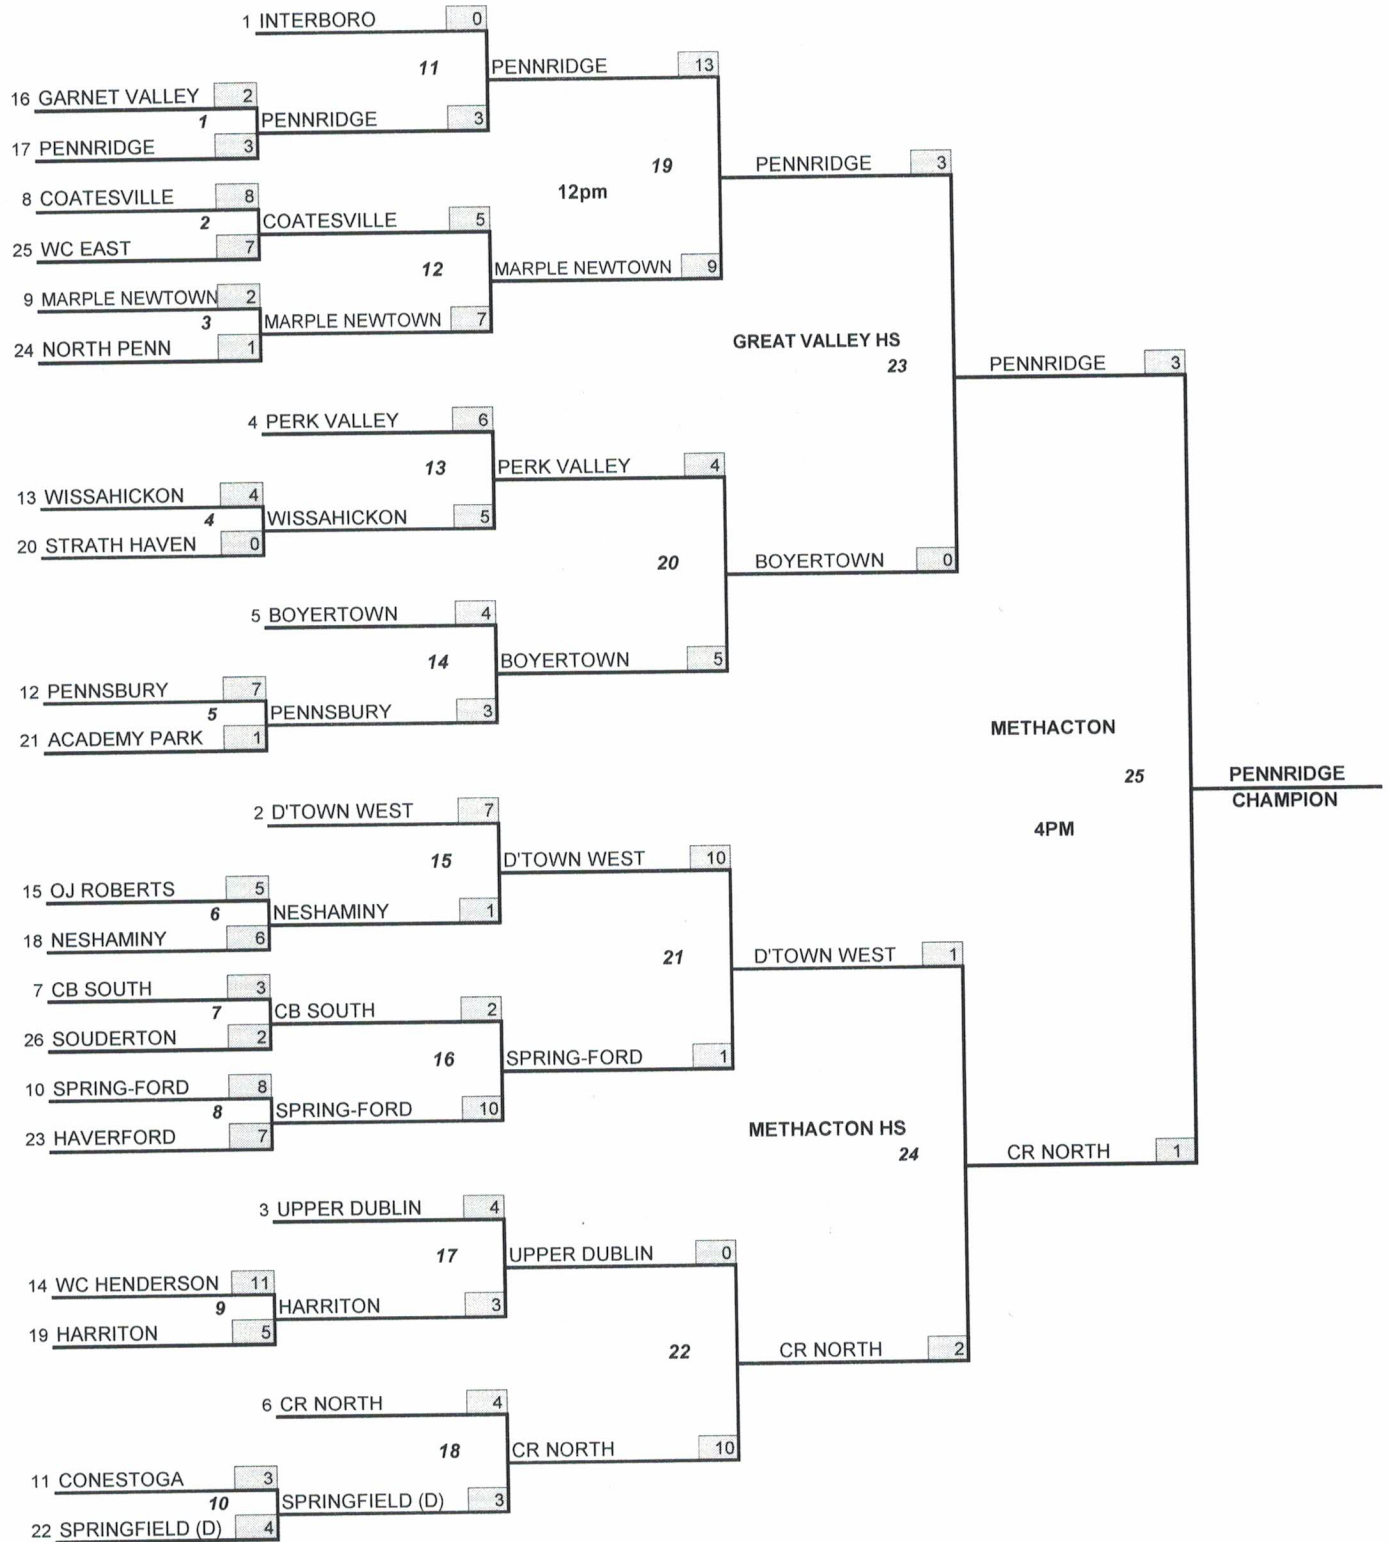 1 INTERBORO 0
11
PENNRIDGE 13
16 GARNET VALLEY 2
1
PENNRIDGE 3
17 PENNRIDGE 3
19
12pm
PENNRIDGE 3
8 COATESVILLE 8
2
COATESVILLE 5
25 WC EAST 7
12
MARPLE NEWTOWN 9
9 MARPLE NEWTOWN 2
3
MARPLE NEWTOWN 7
24 NORTH PENN 1
GREAT VALLEY HS
23
PENNRIDGE 3
4 PERK VALLEY 6
13
PERK VALLEY 4
13 WISSAHICKON 4
4
WISSAHICKON 5
20 STRATH HAVEN 0
20
BOYERTOWN 0
5 BOYERTOWN 4
14
BOYERTOWN 5
12 PENNSBURY 7
5
PENNSBURY 3
21 ACADEMY PARK 1
METHACTON
25
4PM
PENNRIDGE
CHAMPION
2 D'TOWN WEST 7
15
D'TOWN WEST 10
15 OJ ROBERTS 5
6
NESHAMINY 1
18 NESHAMINY 6
21
D'TOWN WEST 1
7 CB SOUTH 3
7
CB SOUTH 2
26 SOUDERTON 2
16
SPRING-FORD 1
10 SPRING-FORD 8
8
SPRING-FORD 10
23 HAVERFORD 7
METHACTON HS
24
CR NORTH 1
3 UPPER DUBLIN 4
17
UPPER DUBLIN 0
14 WC HENDERSON 11
9
HARRITON 3
19 HARRITON 5
22
CR NORTH 2
6 CR NORTH 4
18
CR NORTH 10
11 CONESTOGA 3
10
SPRINGFIELD (D) 3
22 SPRINGFIELD (D) 4